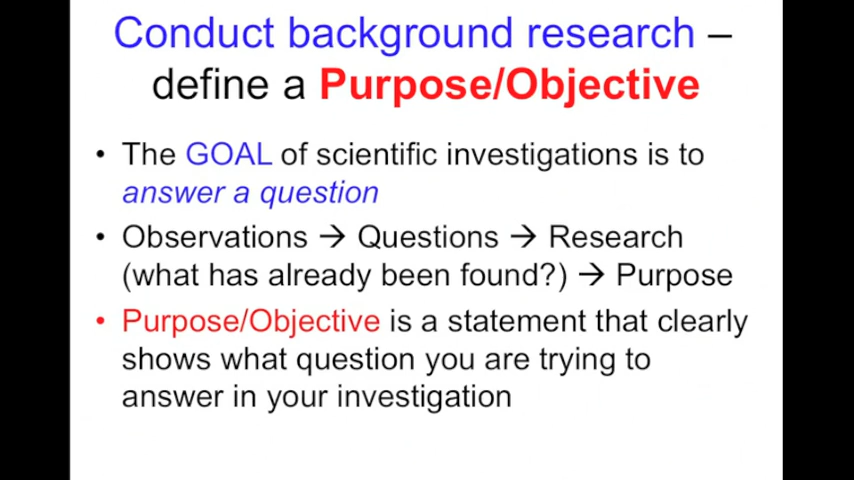 Conduct background research –
define a Purpose/Objective
• The GOAL of scientific investigations is to
answer a question
• Observations → Questions → Research
(what has already been found?) → Purpose
• Purpose/Objective is a statement that clearly
shows what question you are trying to
answer in your investigation